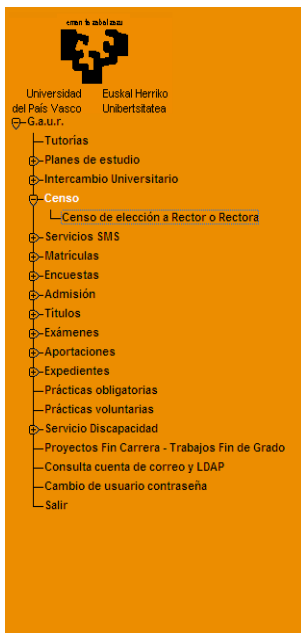 eman ta zabal zazu
Universidad Euskal Herriko
del País Vasco Unibertsitatea
G.a.u.r.
Tutorías
Planes de estudio
Intercambio Universitario
Censo
Censo de elección a Rector o Rectora
Servicios SMS
Matrículas
Encuestas
Admisión
Títulos
Exámenes
Aportaciones
Expedientes
Prácticas obligatorias
Prácticas voluntarias
Servicio Discapacidad
Proyectos Fin Carrera - Trabajos Fin de Grado
Consulta cuenta de correo y LDAP
Cambio de usuario contraseña
Salir